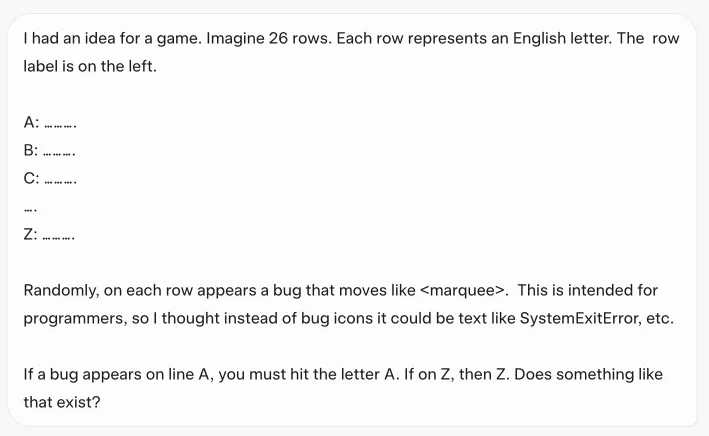 I had an idea for a game. Imagine 26 rows. Each row represents an English letter. The  row
label is on the left.
A: ……….
B: ……….
C: ……….
….
Z: ……….
Randomly, on each row appears a bug that moves like <marquee>.  This is intended for
programmers, so I thought instead of bug icons it could be text like SystemExitError, etc.
If a bug appears on line A, you must hit the letter A. If on Z, then Z. Does something like
that exist?